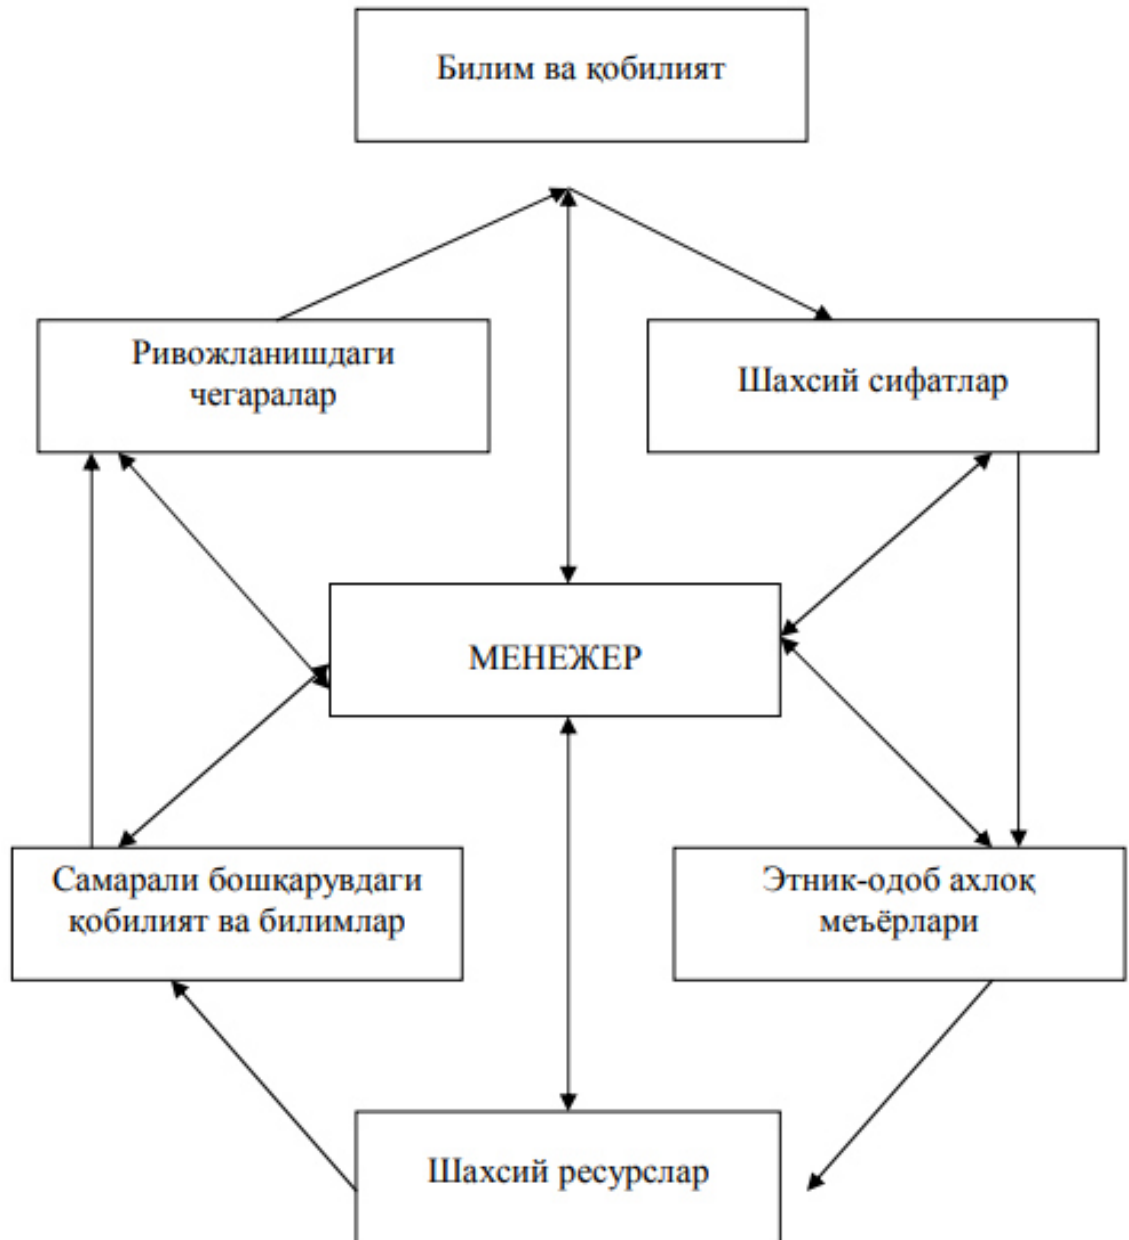 Билим ва қобилият
Ривожланишдаги
чегаралар
Шахсий сифатлар
МЕНЕЖЕР
Самарали бошқарувдаги
қобилият ва билимлар
Этник-одоб ахлоқ
меъёрлари
Шахсий ресурслар